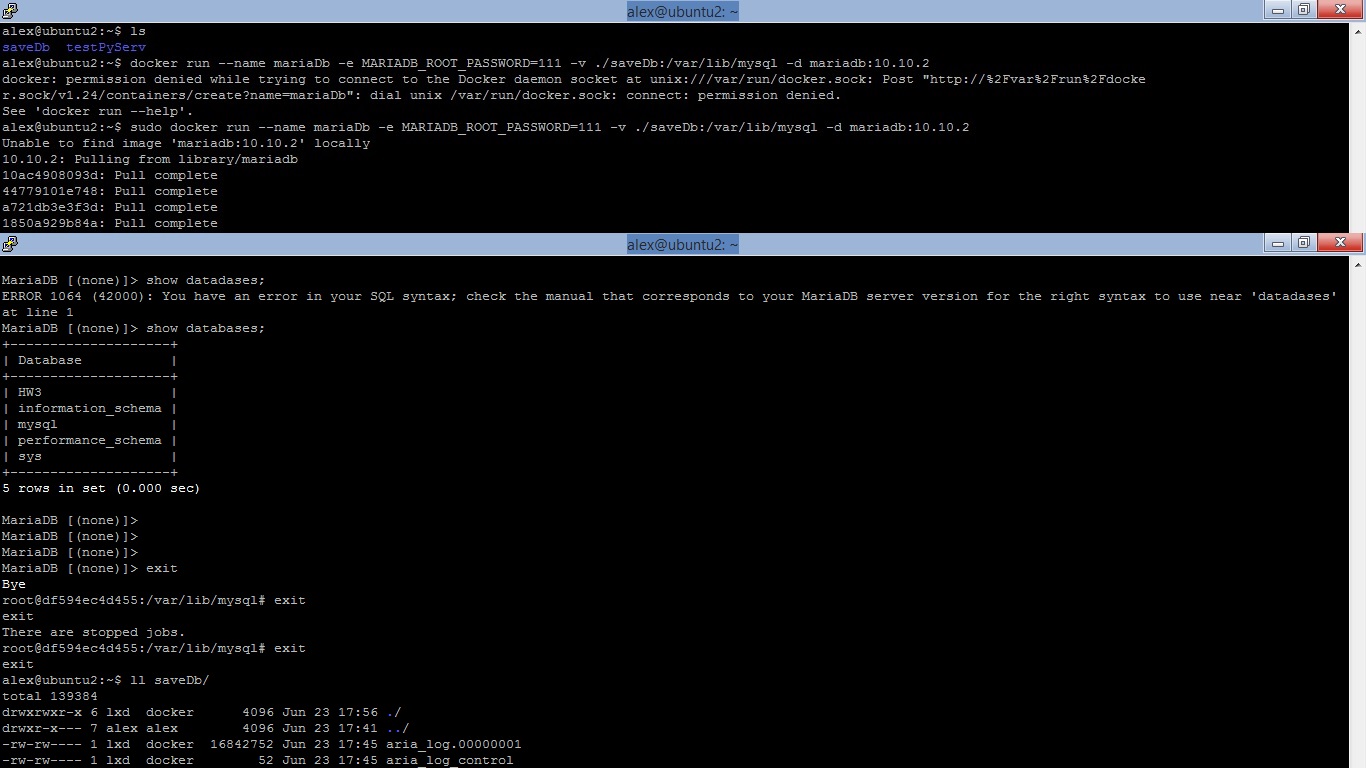 alex@ubuntu2: ~
alex@ubuntu2:~$ ls
saveDb  testPyServ
alex@ubuntu2:~$ docker run --name mariaDb -e MARIADB_ROOT_PASSWORD=111 -v ./saveDb:/var/lib/mysql -d mariadb:10.10.2
docker: permission denied while trying to connect to the Docker daemon socket at unix:///var/run/docker.sock: Post "http://%2Fvar%2Frun%2Fdocke
r.sock/v1.24/containers/create?name=mariaDb": dial unix /var/run/docker.sock: connect: permission denied.
See 'docker run --help'.
alex@ubuntu2:~$ sudo docker run --name mariaDb -e MARIADB_ROOT_PASSWORD=111 -v ./saveDb:/var/lib/mysql -d mariadb:10.10.2
Unable to find image 'mariadb:10.10.2' locally
10.10.2: Pulling from library/mariadb
10ac4908093d: Pull complete
44779101e748: Pull complete
a721db3e3f3d: Pull complete
1850a929b84a: Pull complete
alex@ubuntu2: ~
MariaDB [(none)]> show datadases;
ERROR 1064 (42000): You have an error in your SQL syntax; check the manual that corresponds to your MariaDB server version for the right syntax to use near 'datadases'
at line 1
MariaDB [(none)]> show databases;
+--------------------+
| Database           |
+--------------------+
| HW3                |
| information_schema |
| mysql              |
| performance_schema |
| sys                |
+--------------------+
5 rows in set (0.000 sec)
MariaDB [(none)]>
MariaDB [(none)]>
MariaDB [(none)]>
MariaDB [(none)]> exit
Bye
root@df594ec4d455:/var/lib/mysql# exit
exit
There are stopped jobs.
root@df594ec4d455:/var/lib/mysql# exit
exit
alex@ubuntu2:~$ ll saveDb/
total 139384
drwxrwxr-x 6 lxd  docker      4096 Jun 23 17:56 ./
drwxr-x--- 7 alex alex        4096 Jun 23 17:41 ../
-rw-rw---- 1 lxd  docker  16842752 Jun 23 17:45 aria_log.00000001
-rw-rw---- 1 lxd  docker        52 Jun 23 17:45 aria_log_control